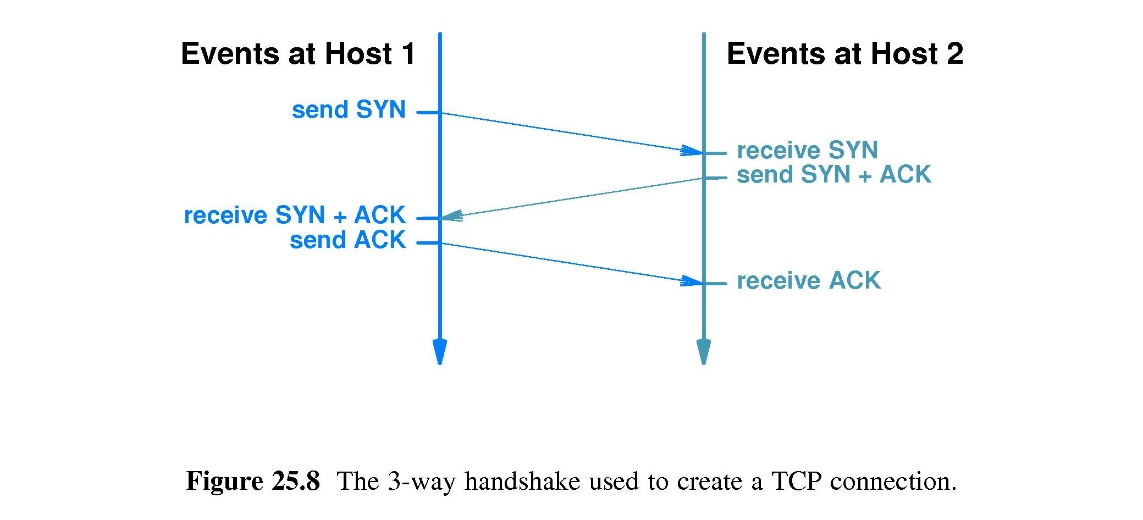 Events at Host 1
Events at Host 2
send SYN
receive SYN
send SYN + ACK
receive SYN + ACK
send ACK
receive ACK
Figure 25.8 The 3-way handshake used to create a TCP connection.